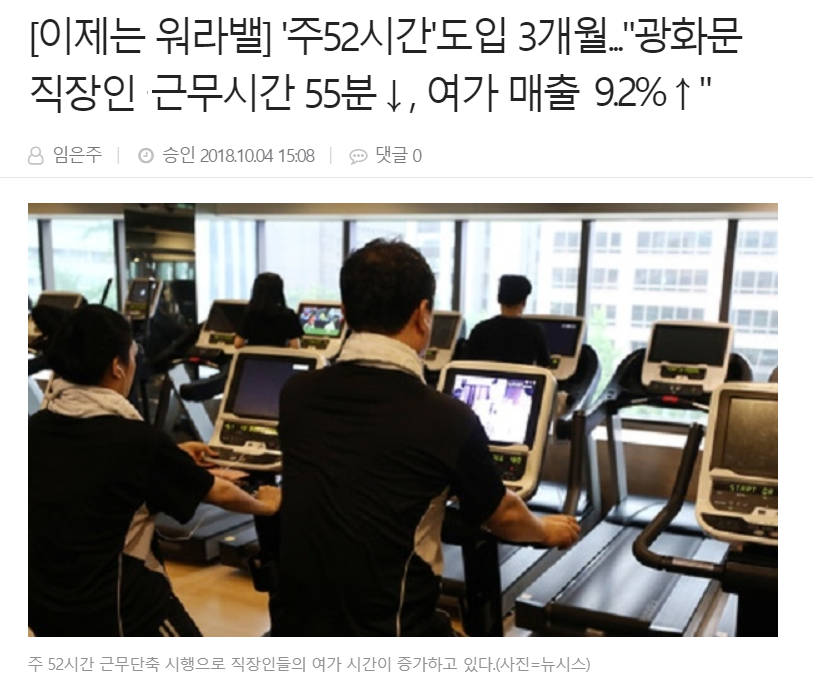 [이제는 워라밸] '주52시간'도입 3개월..."광화문
직장인 근무시간 55분↓, 여가 매출 9.2%↑"
임은주 | 승인 2018.10.04 15:08 | 댓글 0
START OR
주 52시간 근무단축 시행으로 직장인들의 여가 시간이 증가하고 있다.(사진=뉴시스)